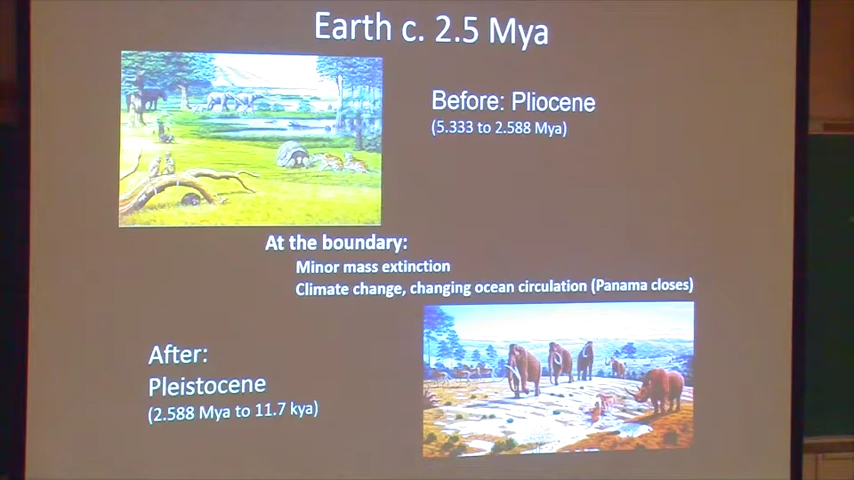 Earth c. 2.5 Mya
Before: Pliocene
(5.333 to 2.588 Mya)
At the boundary:
Minor mass extinction
Climate change, changing ocean circulation (Panama closes)
After:
Pleistocene
(2.588 Mya to 11.7 kya)